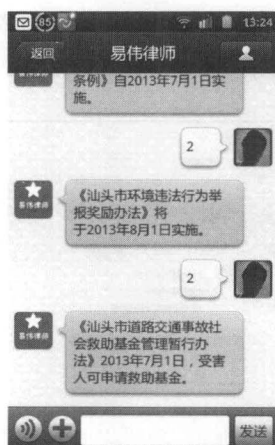 85
13:24
返回
易伟律师
条例》自2013年7月1日实
施。
2
易伟律师
《汕头市环境违法行为举
报奖励办法》将
于2013年8月1日实施。
2
易伟律师
《汕头市道路交通事故社
会救助基金管理暂行办
法》2013年7月1日，受害
人可申请救助基金。
发送